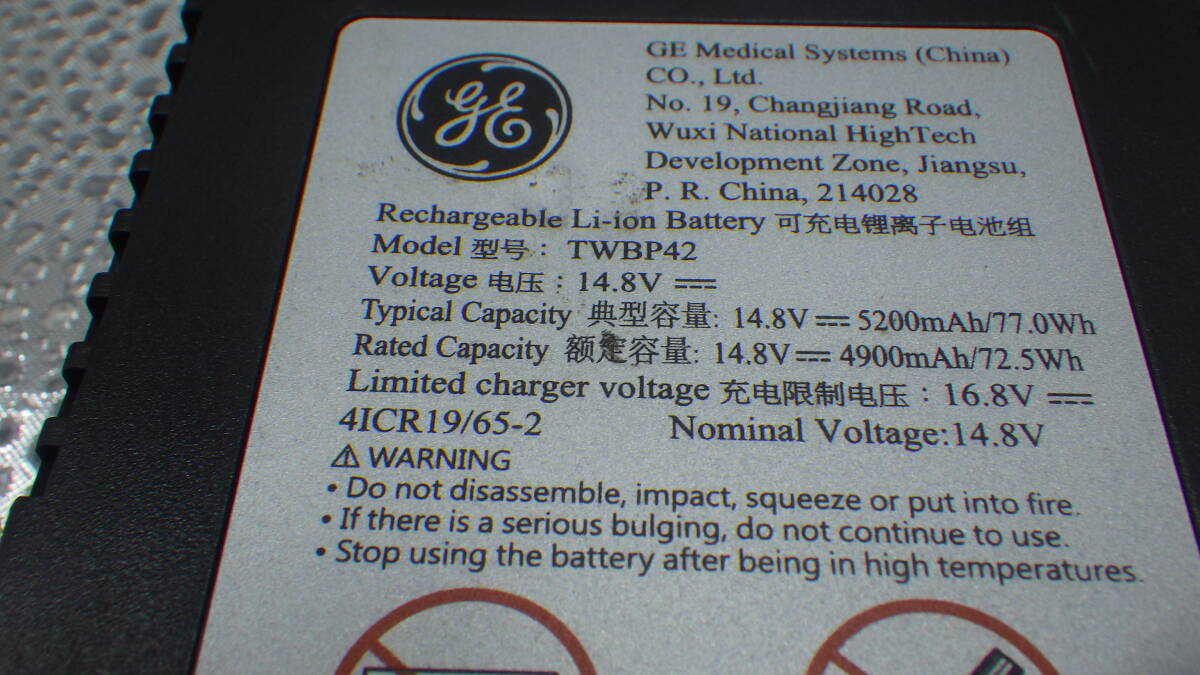 GE
GE Medical Systems (China)
CO., Ltd.
No. 19, Changjiang Road,
Wuxi National HighTech
Development Zone, Jiangsu,
P. R. China, 214028
Rechargeable Li-ion Battery 可充电锂离子电池组
Model 型号： TWBP42
Voltage 电压：14.8V ⎓
Typical Capacity 典型容量: 14.8V ⎓ 5200mAh/77.0Wh
Rated Capacity 额定容量: 14.8V ⎓ 4900mAh/72.5Wh
Limited charger voltage 充电限制电压：16.8V ⎓
4ICR19/65-2 Nominal Voltage:14.8V
⚠ WARNING
• Do not disassemble, impact, squeeze or put into fire.
• If there is a serious bulging, do not continue to use.
• Stop using the battery after being in high temperatures.